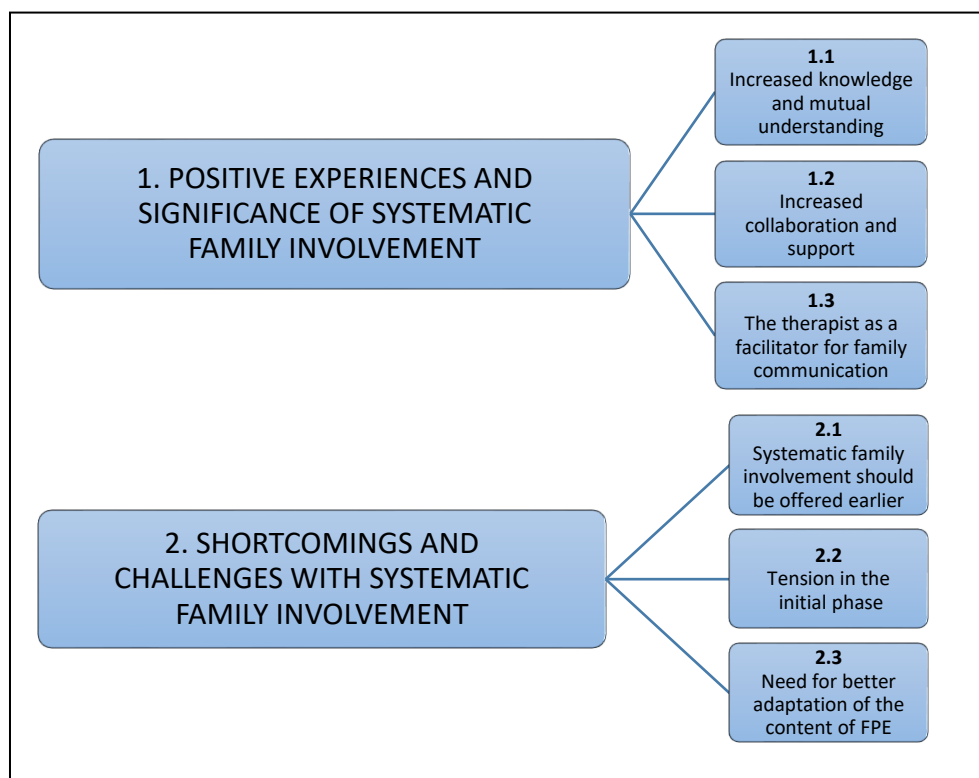 1. POSITIVE EXPERIENCES AND
SIGNIFICANCE OF SYSTEMATIC
FAMILY INVOLVEMENT
1.1
Increased knowledge
and mutual
understanding
1.2
Increased
collaboration and
support
1.3
The therapist as a
facilitator for family
communication
2. SHORTCOMINGS AND
CHALLENGES WITH SYSTEMATIC
FAMILY INVOLVEMENT
2.1
Systematic family
involvement should
be offered earlier
2.2
Tension in the
initial phase
2.3
Need for better
adaptation of the
content of FPE